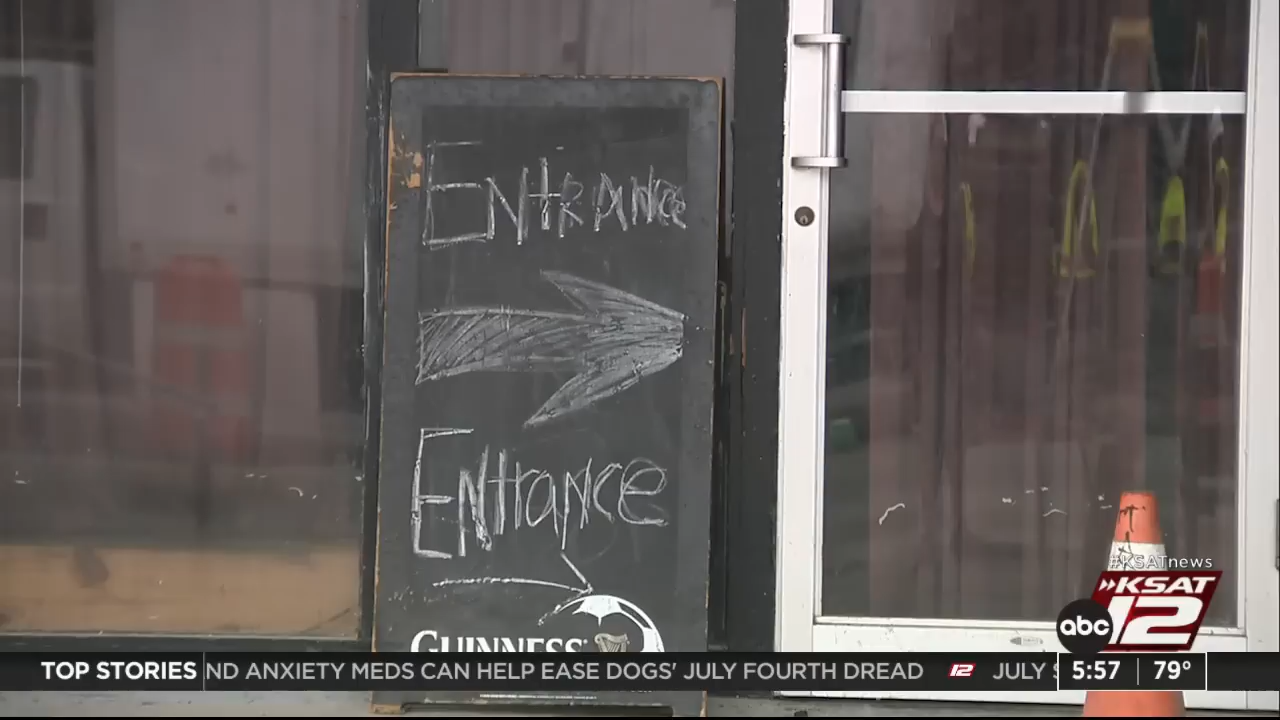 Entrance
Entrance
GUINNESS
#KSATnews
KSAT
abc 12
TOP STORIES ND ANXIETY MEDS CAN HELP EASE DOGS' JULY FOURTH DREAD 12 JULY 5:57 79°